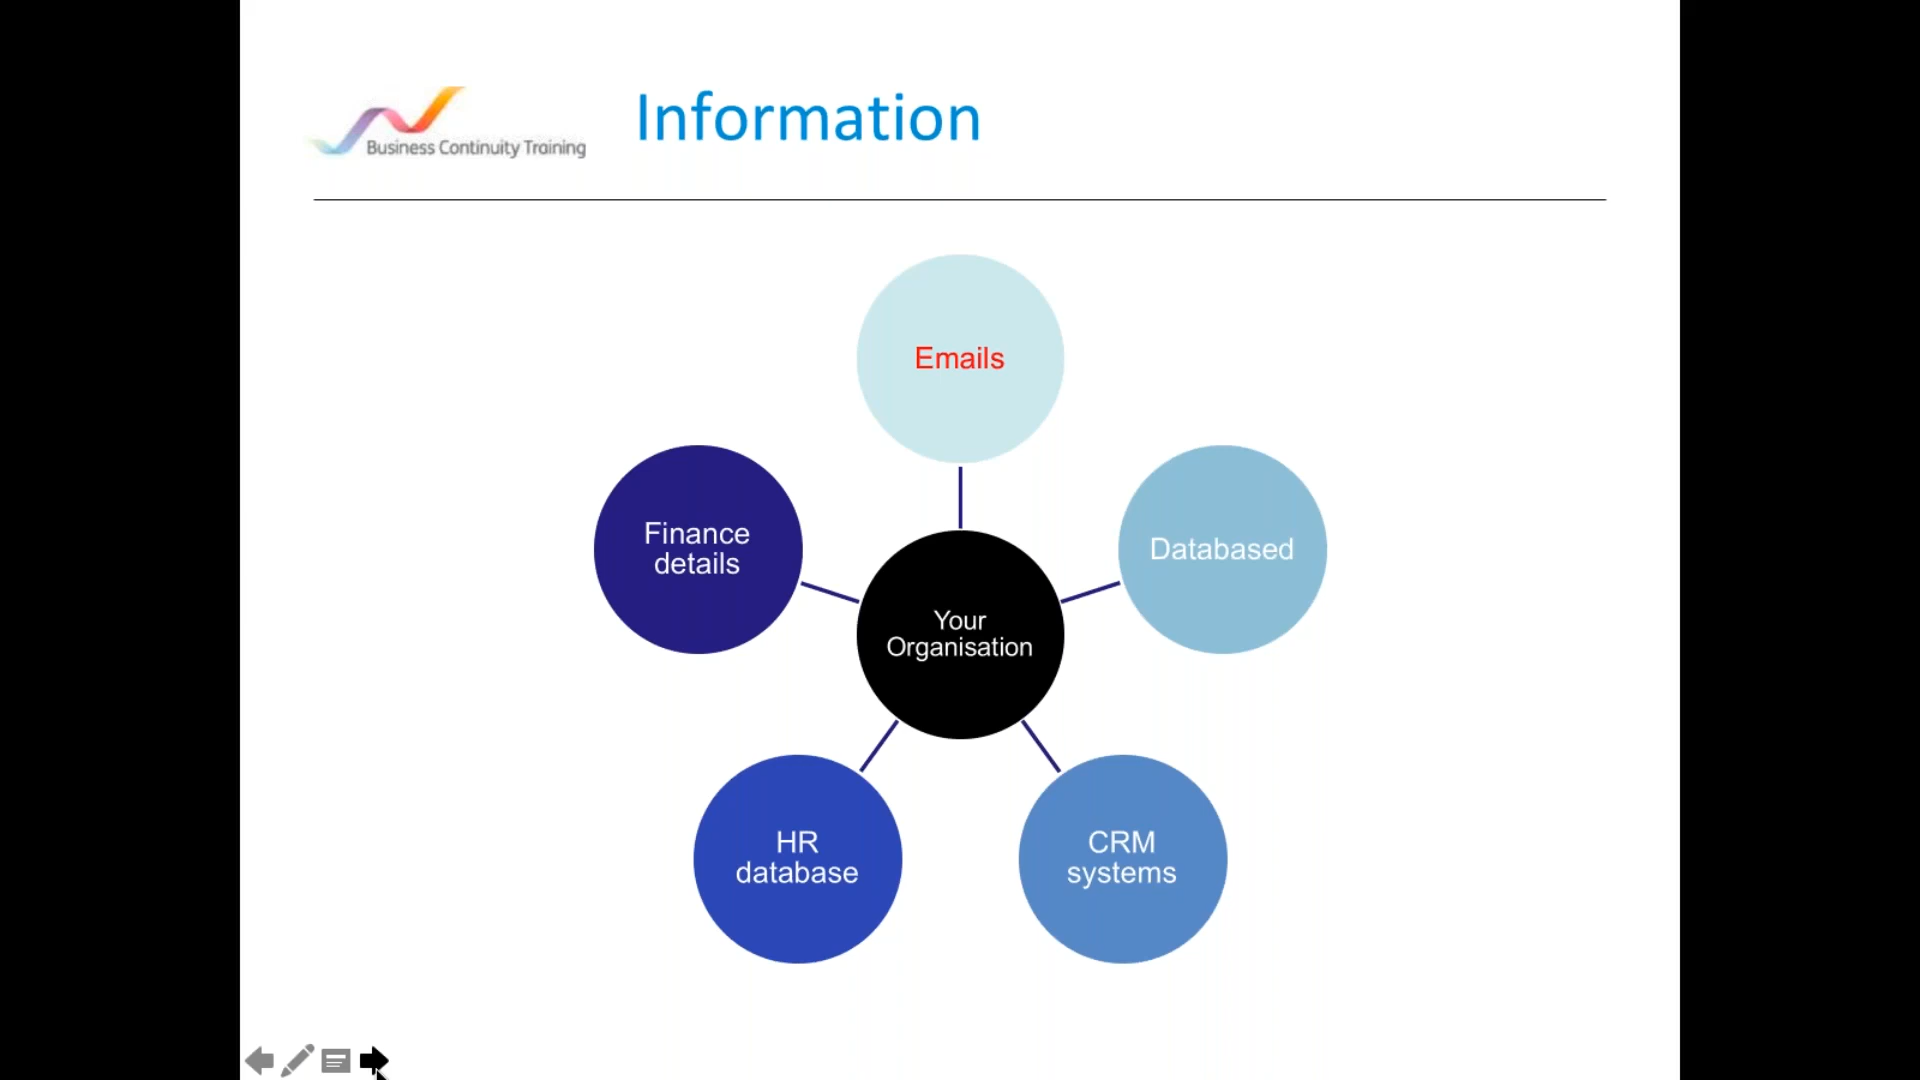 Business Continuity Training
Information
Emails
Finance
details
Databased
Your
Organisation
HR
database
CRM
systems